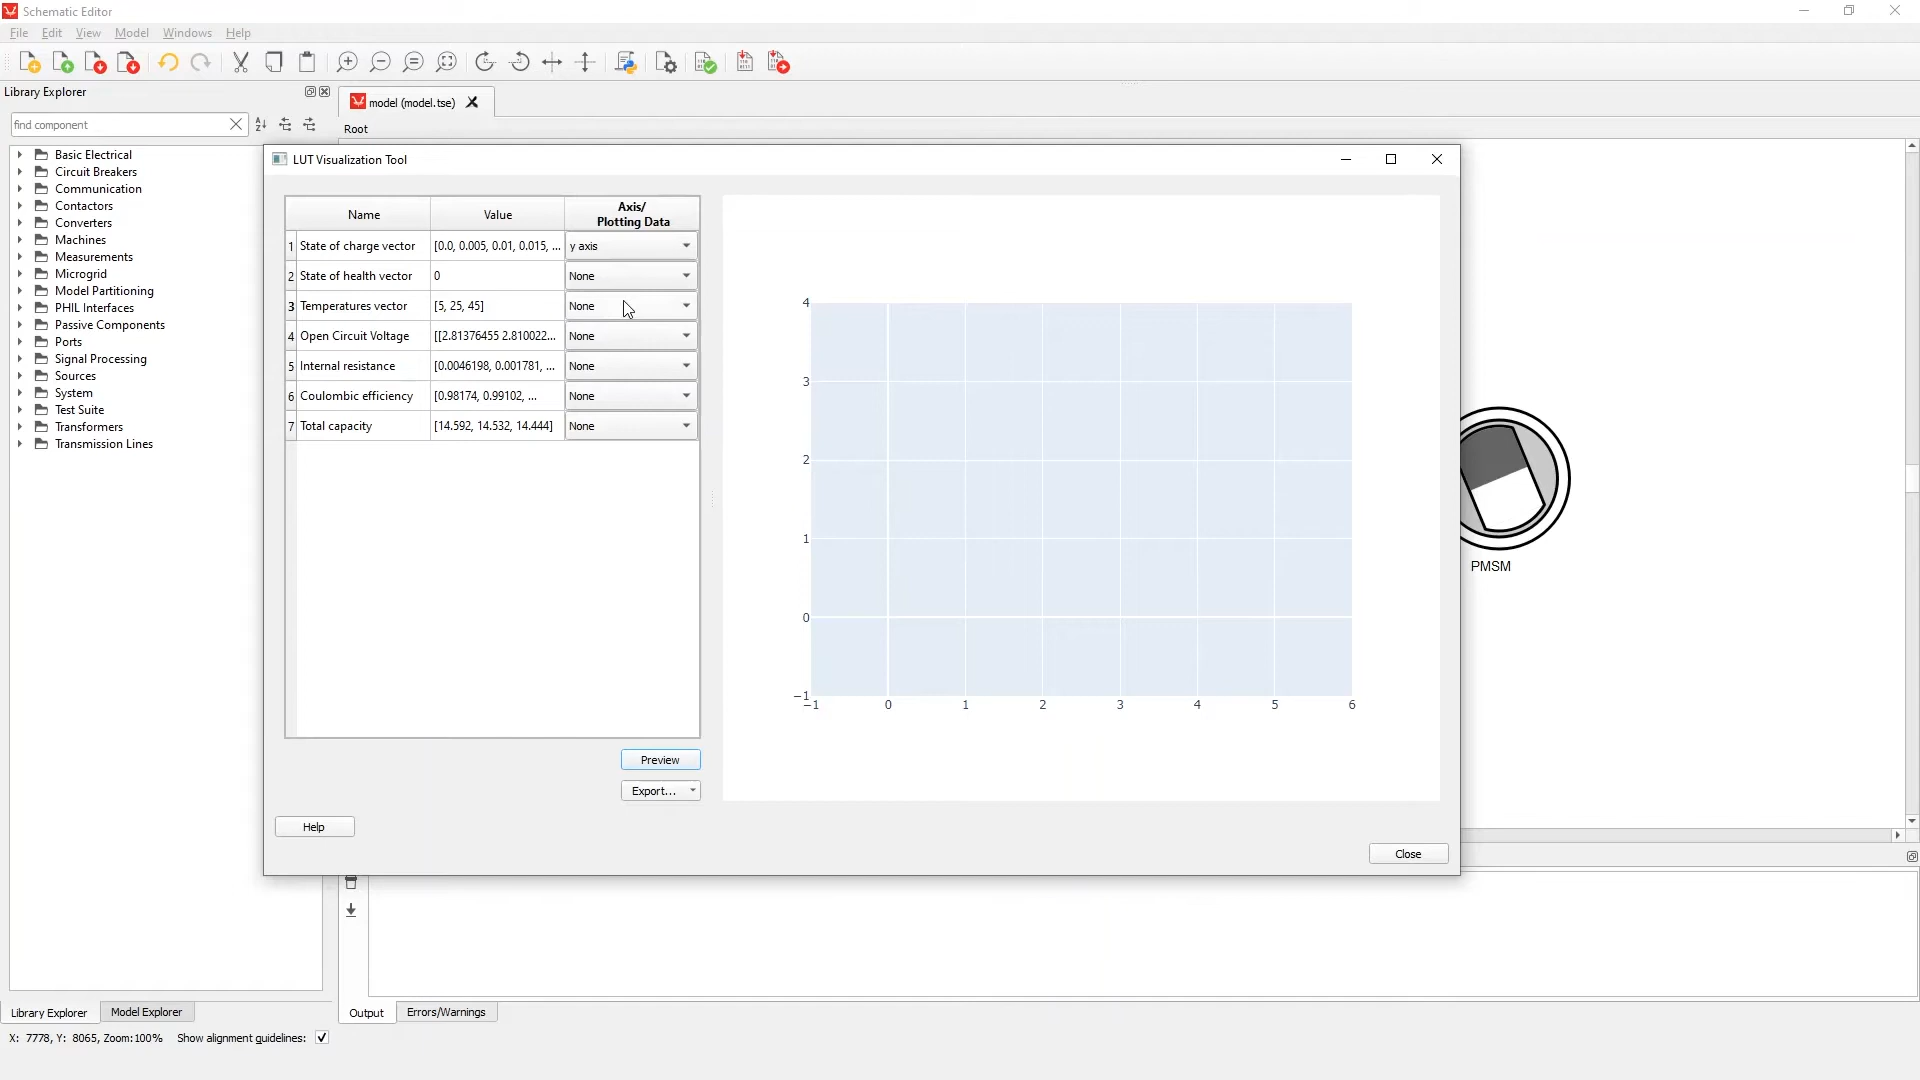 Schematic Editor
File Edit View Model Windows Help
Library Explorer
model (model.tse)
find component
Root
Basic Electrical
Circuit Breakers
Communication
Contactors
Converters
Machines
Measurements
Microgrid
Model Partitioning
PHIL Interfaces
Passive Components
Ports
Signal Processing
Sources
System
Test Suite
Transformers
Transmission Lines
LUT Visualization Tool
Name Value Axis/
Plotting Data
1 State of charge vector [0.0, 0.005, 0.01, 0.015, ... y axis
2 State of health vector 0 None
3 Temperatures vector [5, 25, 45] None
4 Open Circuit Voltage [[2.81376455 2.810022... None
5 Internal resistance [0.0046198, 0.001781, ... None
6 Coulombic efficiency [0.98174, 0.99102, ... None
7 Total capacity [14.592, 14.532, 14.444] None
4
3
2
1
0
−1
−1 0 1 2 3 4 5 6
Preview
Export...
Help
Close
PMSM
Library Explorer Model Explorer
Output Errors/Warnings
X: 7778, Y: 8065, Zoom:100% Show alignment guidelines: